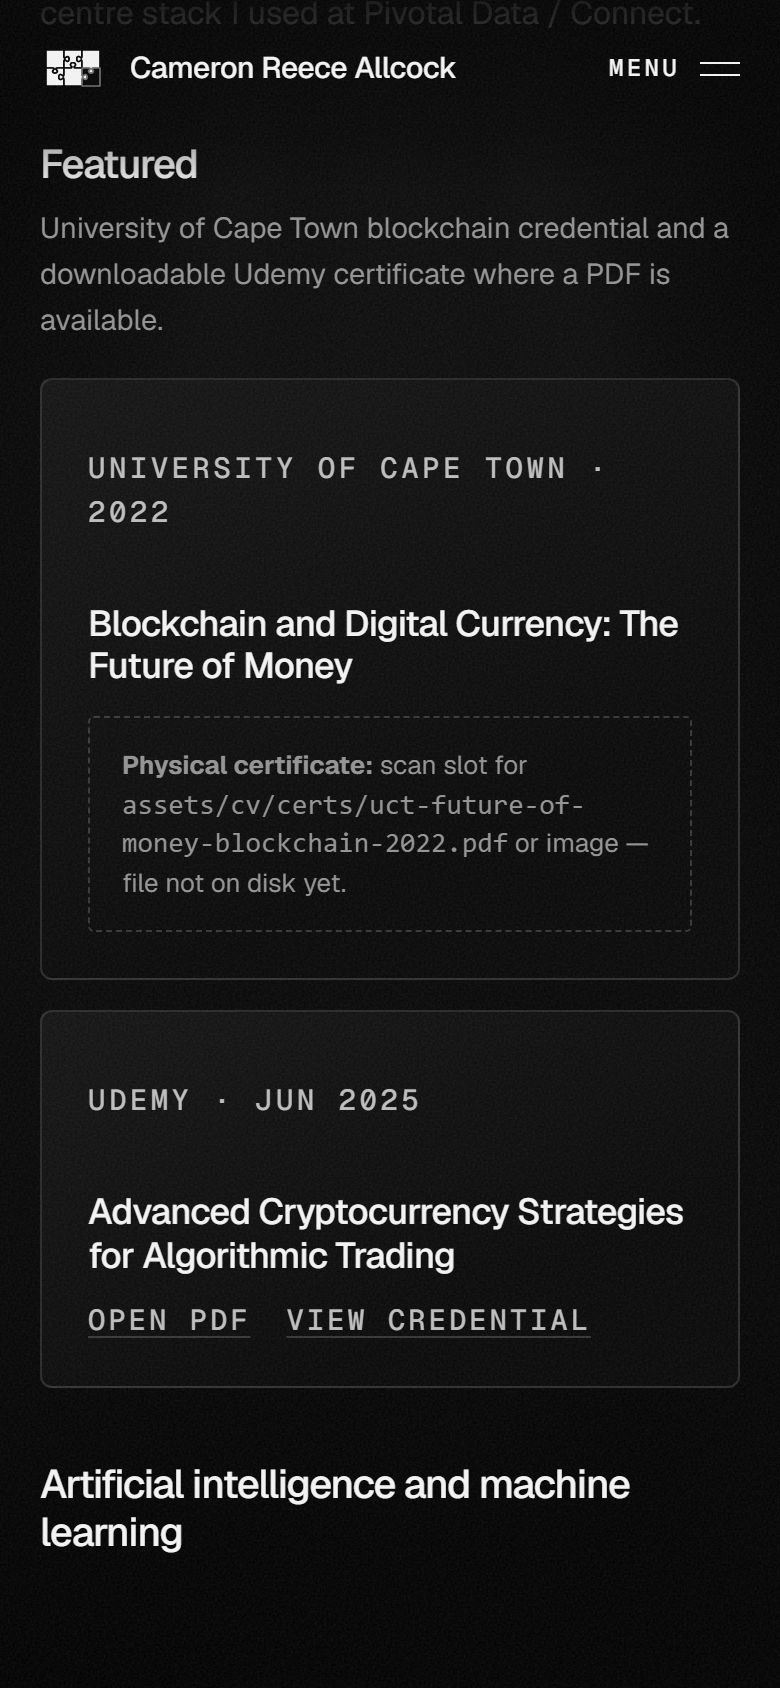 centre stack I used at Pivotal Data / Connect.
Cameron Reece Allcock
MENU
Featured
University of Cape Town blockchain credential and a
downloadable Udemy certificate where a PDF is
available.
UNIVERSITY OF CAPE TOWN ·
2022
Blockchain and Digital Currency: The
Future of Money
Physical certificate: scan slot for
assets/cv/certs/uct-future-of-
money-blockchain-2022.pdf or image —
file not on disk yet.
UDEMY · JUN 2025
Advanced Cryptocurrency Strategies
for Algorithmic Trading
OPEN PDF VIEW CREDENTIAL
Artificial intelligence and machine
learning